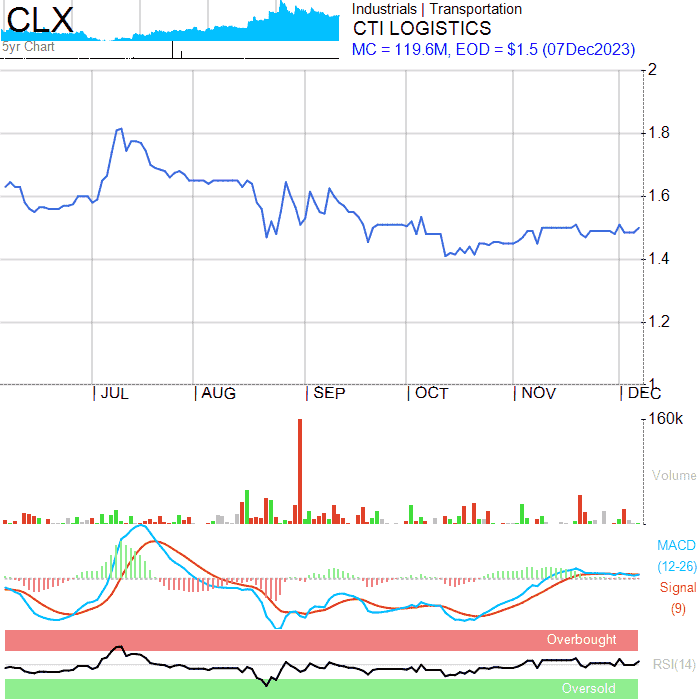 CLX
5yr Chart
Industrials | Transportation
CTI LOGISTICS
MC = 119.6M, EOD = $1.5 (07Dec2023)
2
1.8
1.6
1.4
1.2
1
JUL AUG SEP OCT NOV DEC
160k
Volume
MACD
(12-26)
Signal
(9)
Overbought
RSI(14)
Oversold